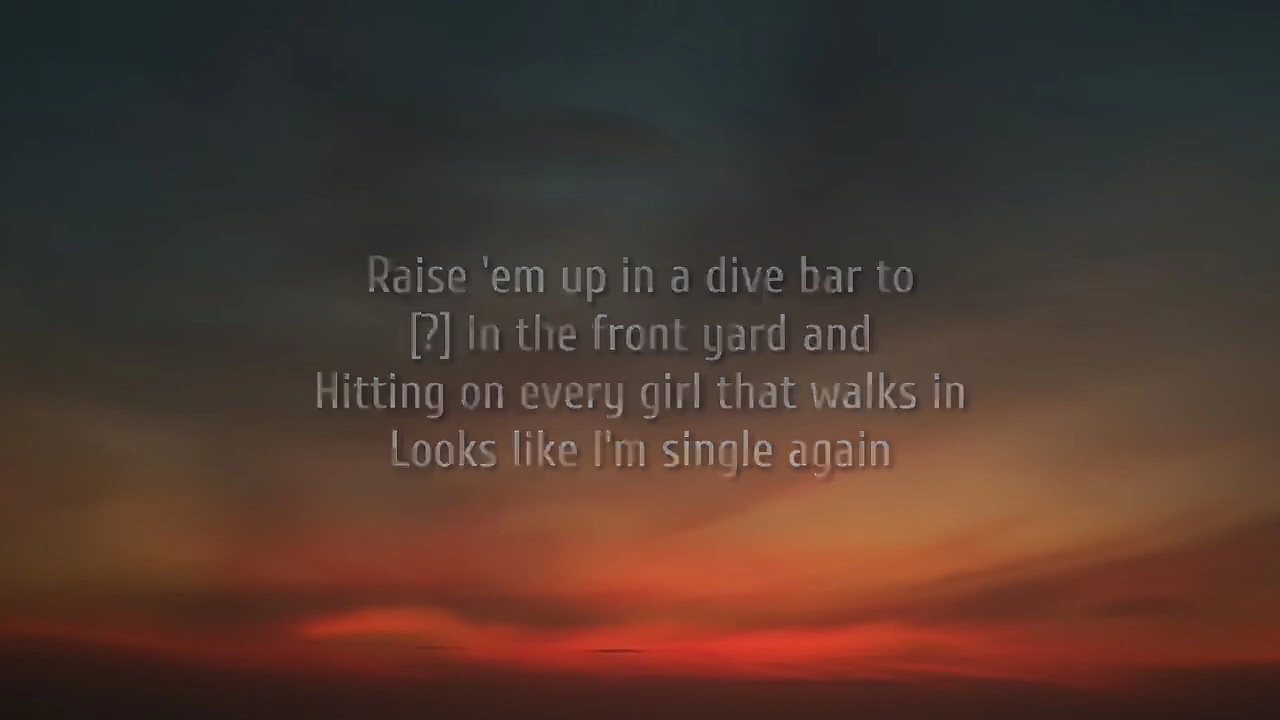 Raise 'em up in a dive bar to
[?] In the front yard and
Hitting on every girl that walks in
Looks like I'm single again